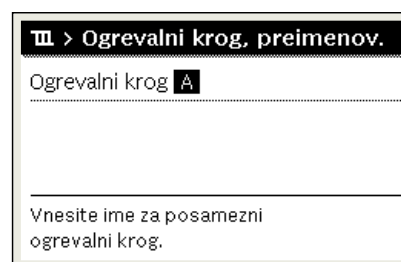 > Ogrevalni krog, preimenov.
Ogrevalni krog A
Vnesite ime za posamezni
ogrevalni krog.